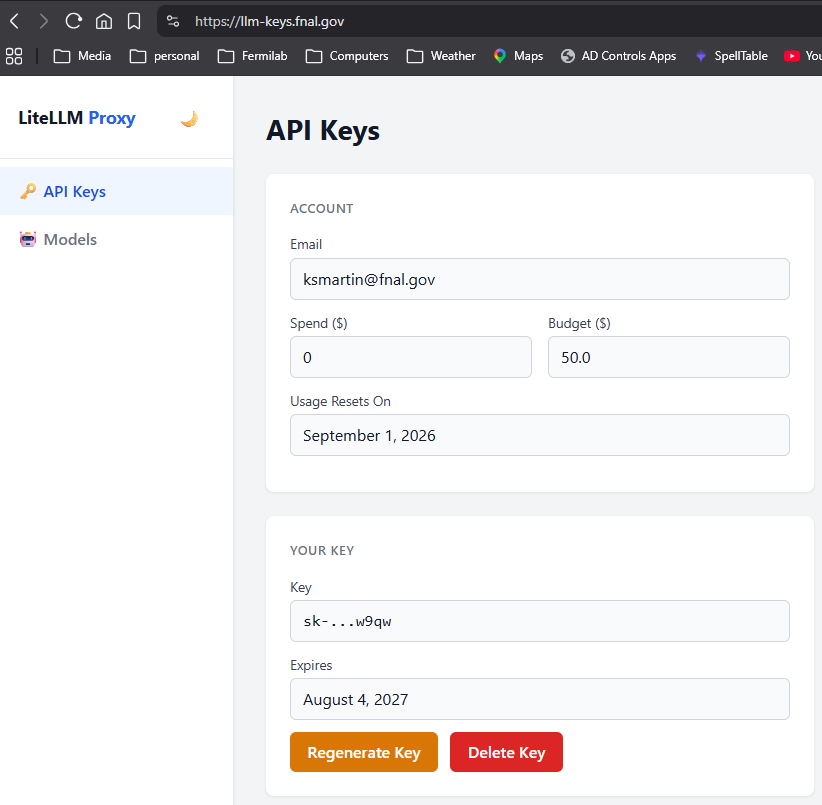 https://llm-keys.fnal.gov
Media personal Fermilab Computers Weather Maps AD Controls Apps SpellTable
LiteLLM Proxy
API Keys
Models
API Keys
ACCOUNT
Email
ksmartin@fnal.gov
Spend ($) Budget ($)
0 50.0
Usage Resets On
September 1, 2026
YOUR KEY
Key
sk-...w9qw
Expires
August 4, 2027
Regenerate Key Delete Key